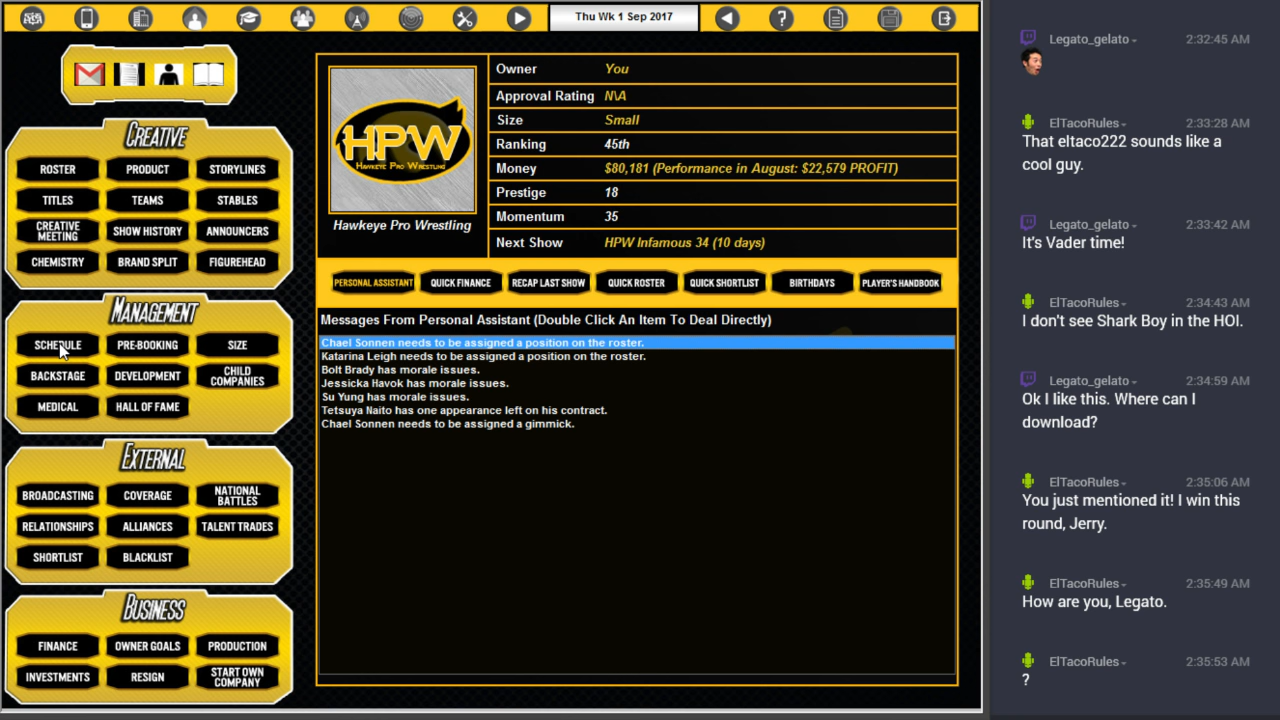 Thu Wk 1 Sep 2017
CREATIVE
ROSTER
PRODUCT
STORYLINES
TITLES
TEAMS
STABLES
CREATIVE
MEETING
SHOW HISTORY
ANNOUNCERS
CHEMISTRY
BRAND SPLIT
FIGUREHEAD
MANAGEMENT
SCHEDULE
PRE-BOOKING
SIZE
BACKSTAGE
DEVELOPMENT
CHILD
COMPANIES
MEDICAL
HALL OF FAME
EXTERNAL
BROADCASTING
COVERAGE
NATIONAL
BATTLES
RELATIONSHIPS
ALLIANCES
TALENT TRADES
SHORTLIST
BLACKLIST
BUSINESS
FINANCE
OWNER GOALS
PRODUCTION
INVESTMENTS
RESIGN
START OWN
COMPANY
HPW
HAWKEYE PRO WRESTLING
Hawkeye Pro Wrestling
Owner You
Approval Rating N\A
Size Small
Ranking 45th
Money $80,181 (Performance in August: $22,579 PROFIT)
Prestige 18
Momentum 35
Next Show HPW Infamous 34 (10 days)
PERSONAL ASSISTANT
QUICK FINANCE
RECAP LAST SHOW
QUICK ROSTER
QUICK SHORTLIST
BIRTHDAYS
PLAYER'S HANDBOOK
Messages From Personal Assistant (Double Click An Item To Deal Directly)
Chael Sonnen needs to be assigned a position on the roster.
Katarina Leigh needs to be assigned a position on the roster.
Bolt Brady has morale issues.
Jessicka Havok has morale issues.
Su Yung has morale issues.
Tetsuya Naito has one appearance left on his contract.
Chael Sonnen needs to be assigned a gimmick.
Legato_gelato 2:32:45 AM
ElTacoRules 2:33:28 AM
That eltaco222 sounds like a
cool guy.
Legato_gelato 2:33:42 AM
It's Vader time!
ElTacoRules 2:34:43 AM
I don't see Shark Boy in the HOI.
Legato_gelato 2:34:59 AM
Ok I like this. Where can I
download?
ElTacoRules 2:35:06 AM
You just mentioned it! I win this
round, Jerry.
ElTacoRules 2:35:49 AM
How are you, Legato.
ElTacoRules 2:35:53 AM
?